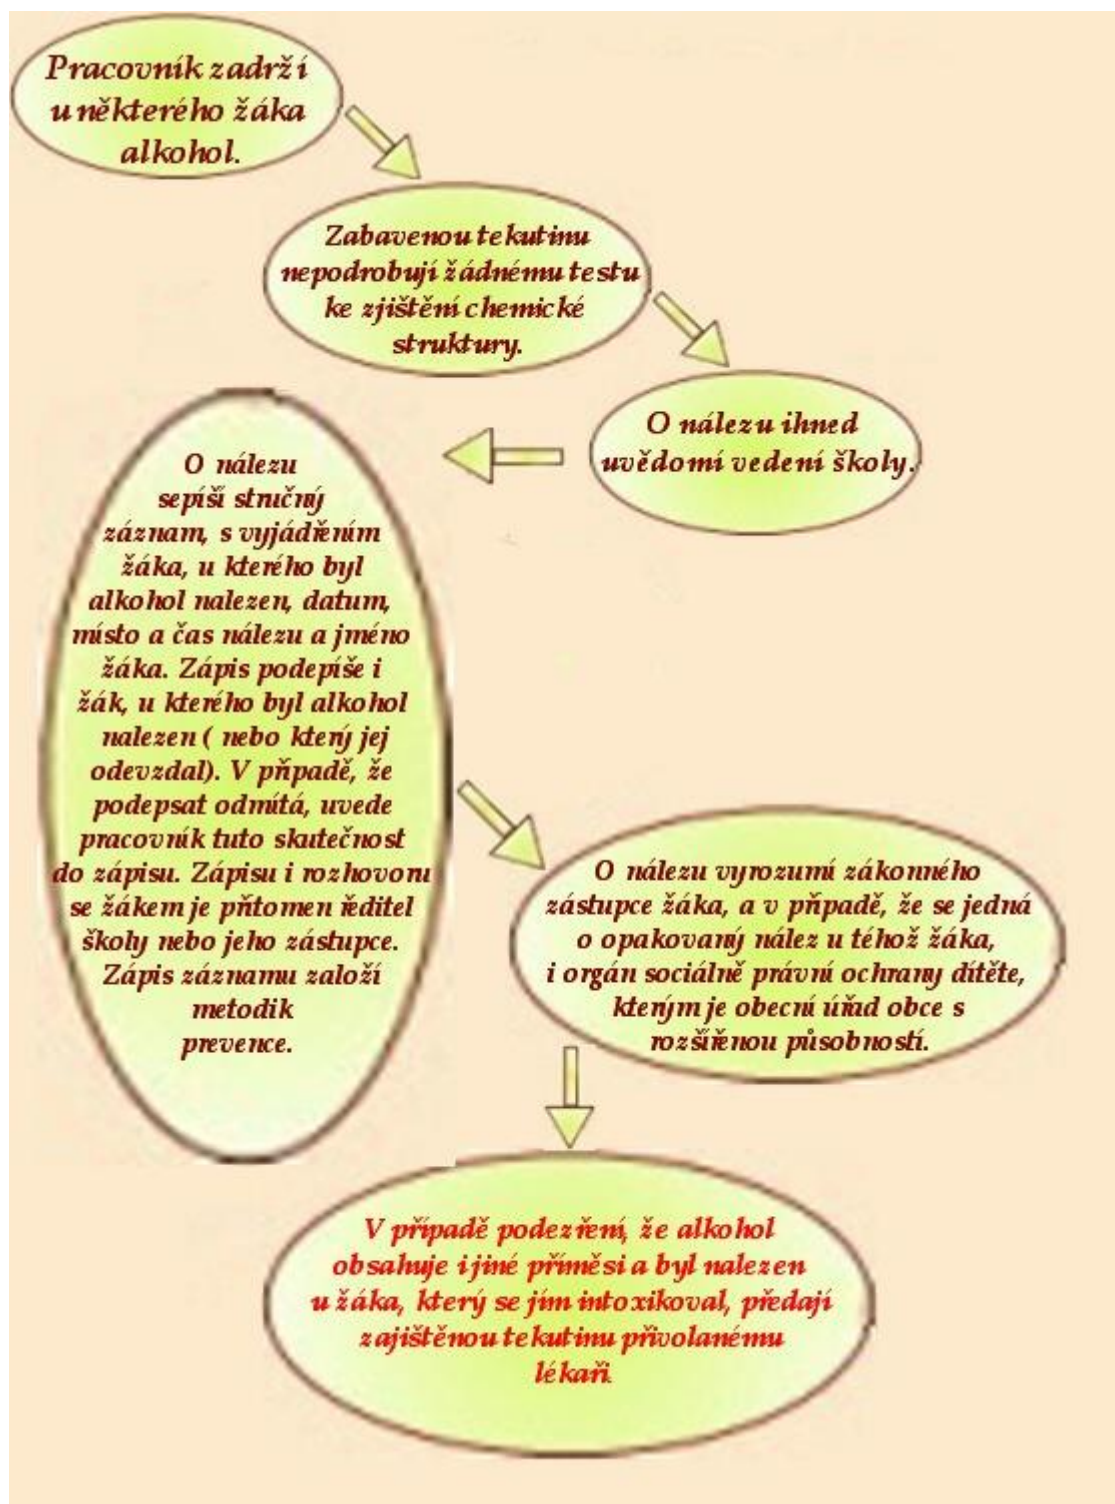 Pracovník zadrží
u některého žáka
alkohol.
Zabavenou tekutinu
nepodrobují žádnému testu
ke zjištění chemické
struktury.
O nálezu ihned
uvědomí vedení školy.
O nálezu
sepíší stručný
záznam, s vyjádřením
žáka, u kterého byl
alkohol nalezen, datum,
místo a čas nálezu a jméno
žáka. Zápis podepíše i
žák, u kterého byl alkohol
nalezen ( nebo který jej
odevzdal). V případě, že
podepsat odmítá, uvede
pracovník tuto skutečnost
do zápisu. Zápisu i rozhovoru
se žákem je přítomen ředitel
školy nebo jeho zástupce.
Zápis záznamu založí
metodik
prevence.
O nálezu vyrozumí zákonného
zástupce žáka, a v případě, že se jedná
o opakovaný nález u téhož žáka,
i orgán sociálně právní ochrany dítěte,
kterým je obecní úřad obce s
rozšířenou působností.
V případě podezření, že alkohol
obsahuje i jiné příměsi a byl nalezen
u žáka, který se jím intoxikoval, předají
zajištěnou tekutinu přivolanému
lékaři.